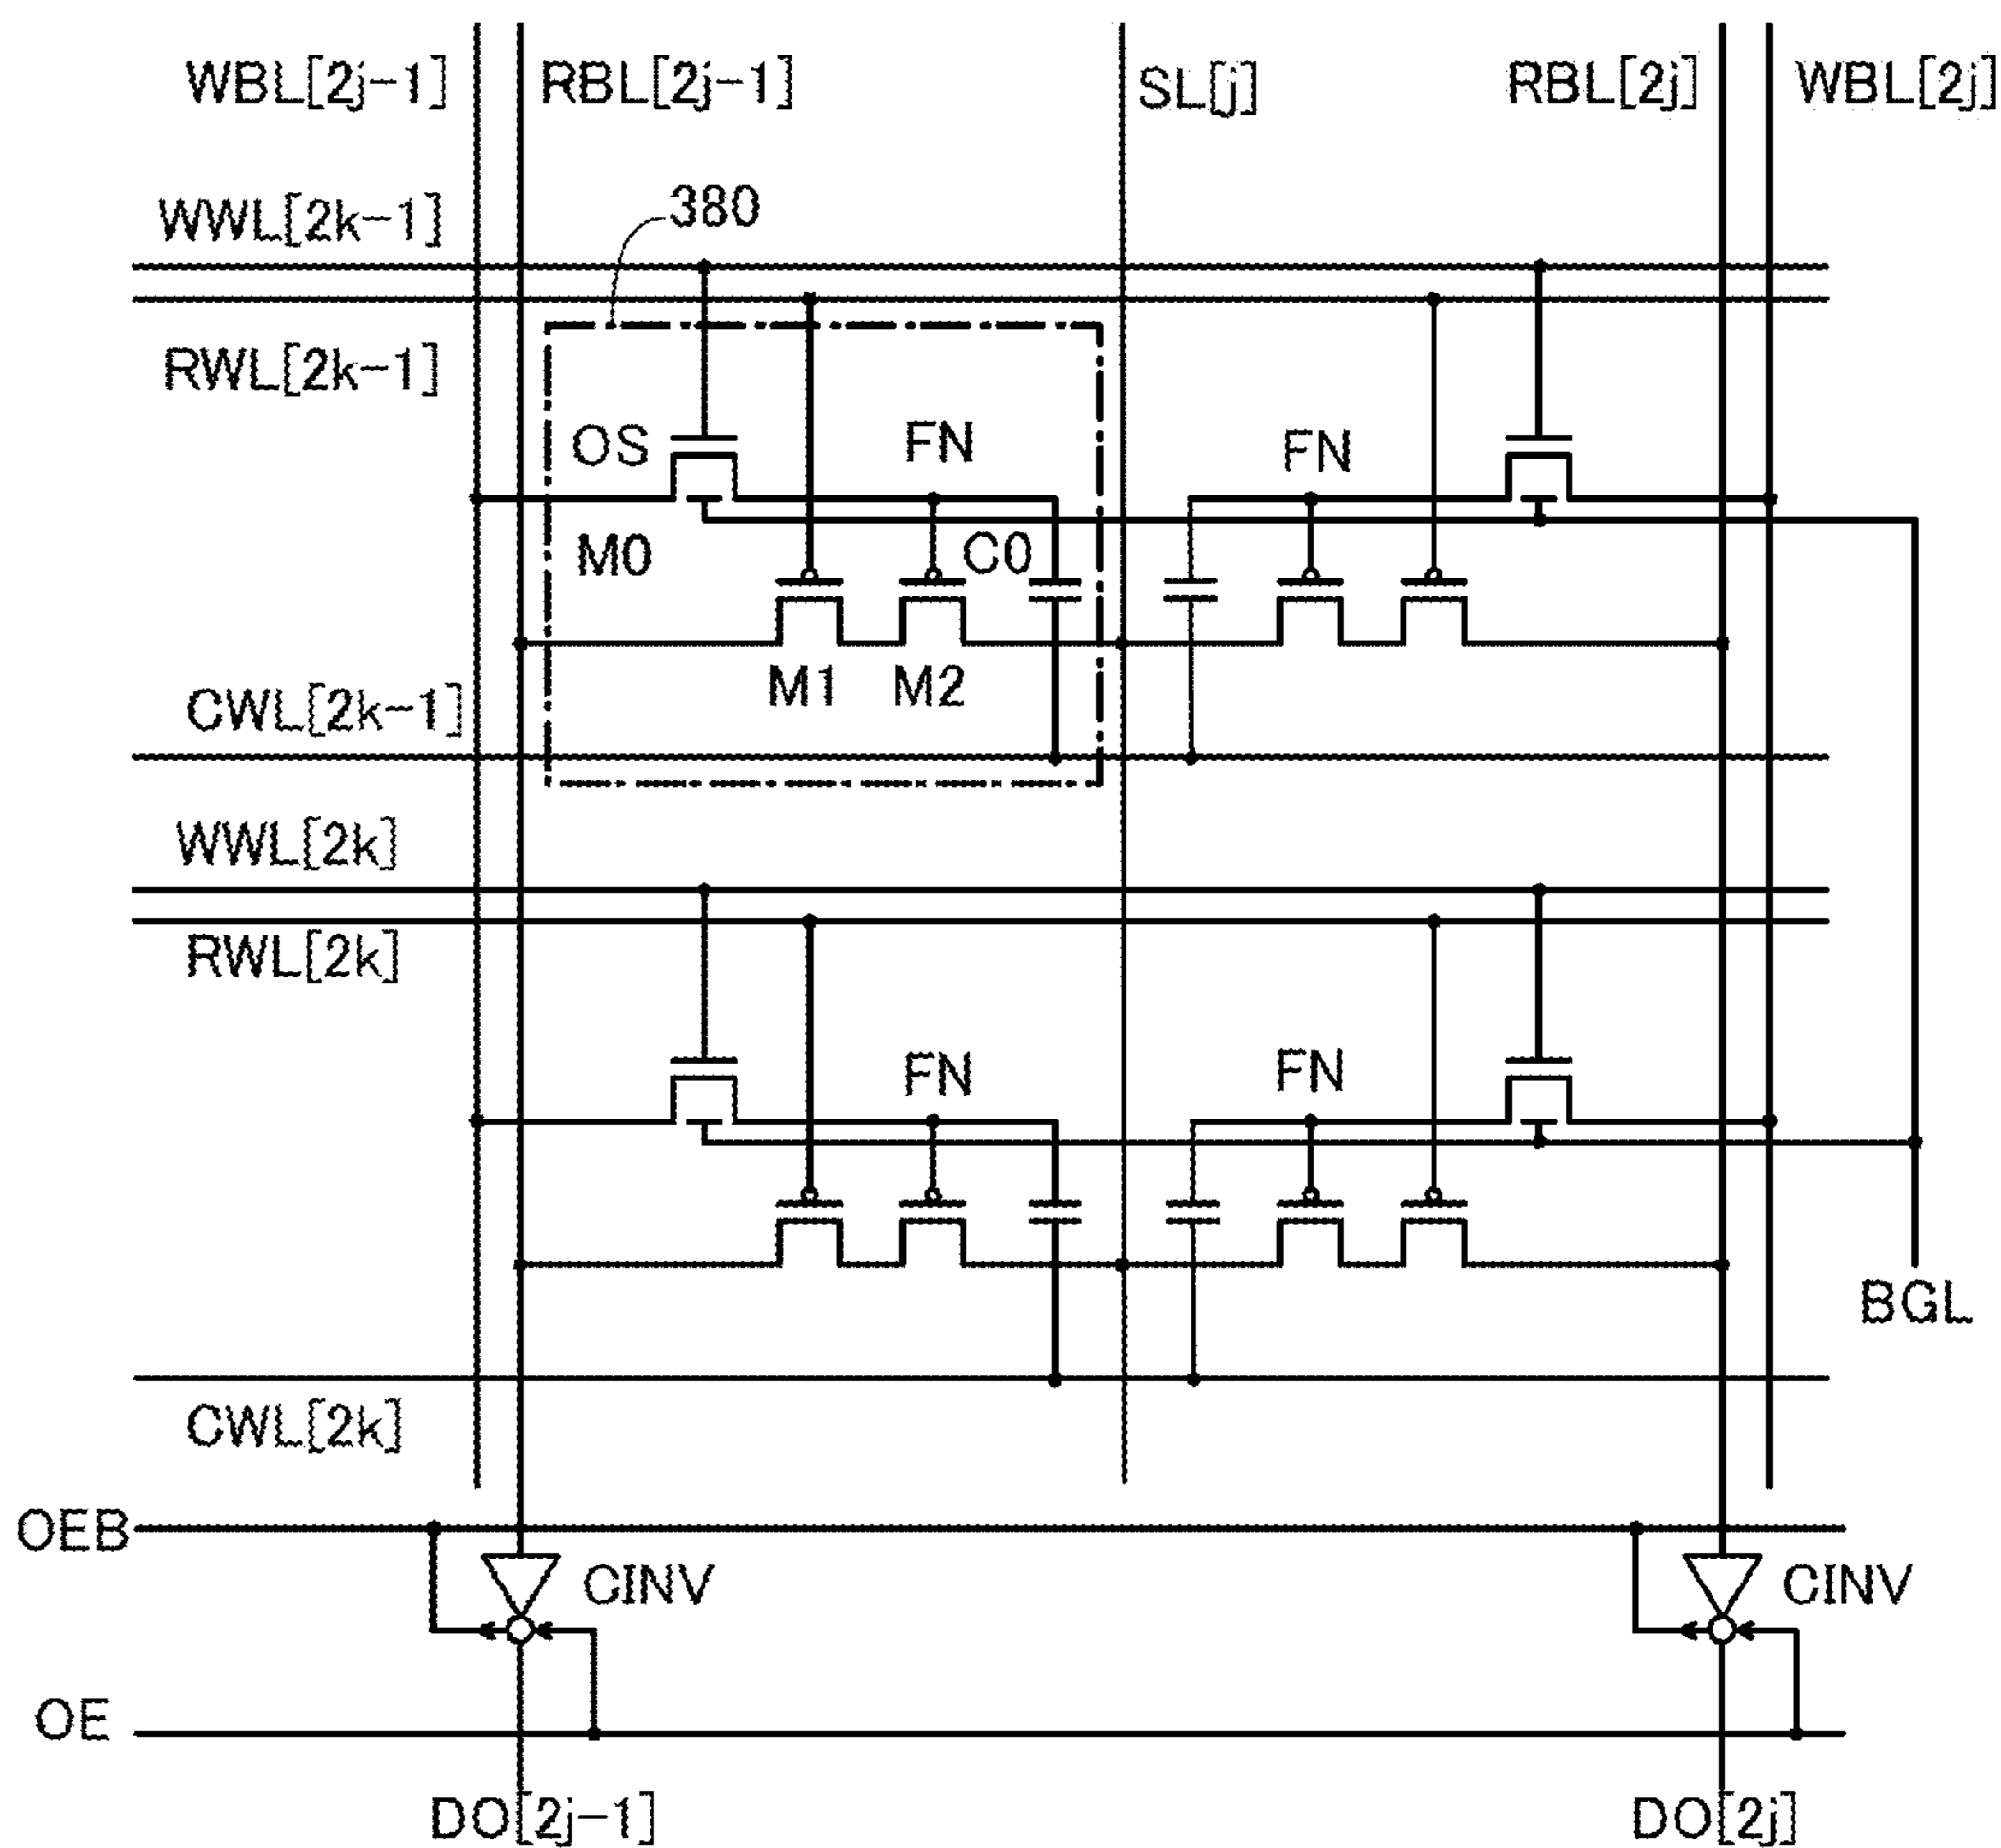 WBL[2j-1] RBL[2j-1] SL[j] RBL[2j] WBL[2j]
WWL[2k-1] 380
RWL[2k-1]
OS FN FN
M0 C0
M1 M2
CWL[2k-1]
WWL[2k]
RWL[2k]
FN FN
BGL
CWL[2k]
OEB
CINV CINV
OE
DO[2j-1] DO[2j]